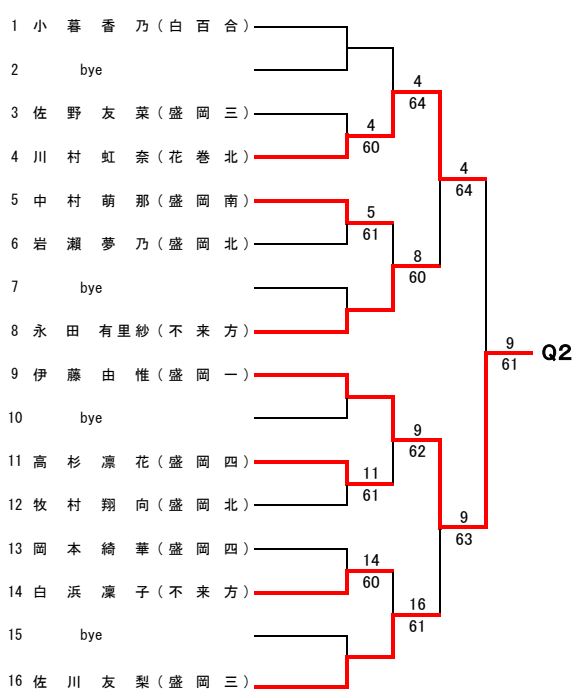 1 小暮香乃(白百合)
2 bye
3 佐野友菜(盛岡三)
4 川村虹奈(花巻北)
5 中村萌那(盛岡南)
6 岩瀬夢乃(盛岡北)
7 bye
8 永田有里紗(不来方)
9 伊藤由惟(盛岡一)
10 bye
11 高杉凛花(盛岡四)
12 牧村翔向(盛岡北)
13 岡本綺華(盛岡四)
14 白浜凜子(不来方)
15 bye
16 佐川友梨(盛岡三)
4
60
5
61
11
61
14
60
4
64
8
60
9
62
16
61
4
64
9
63
9
61
Q2